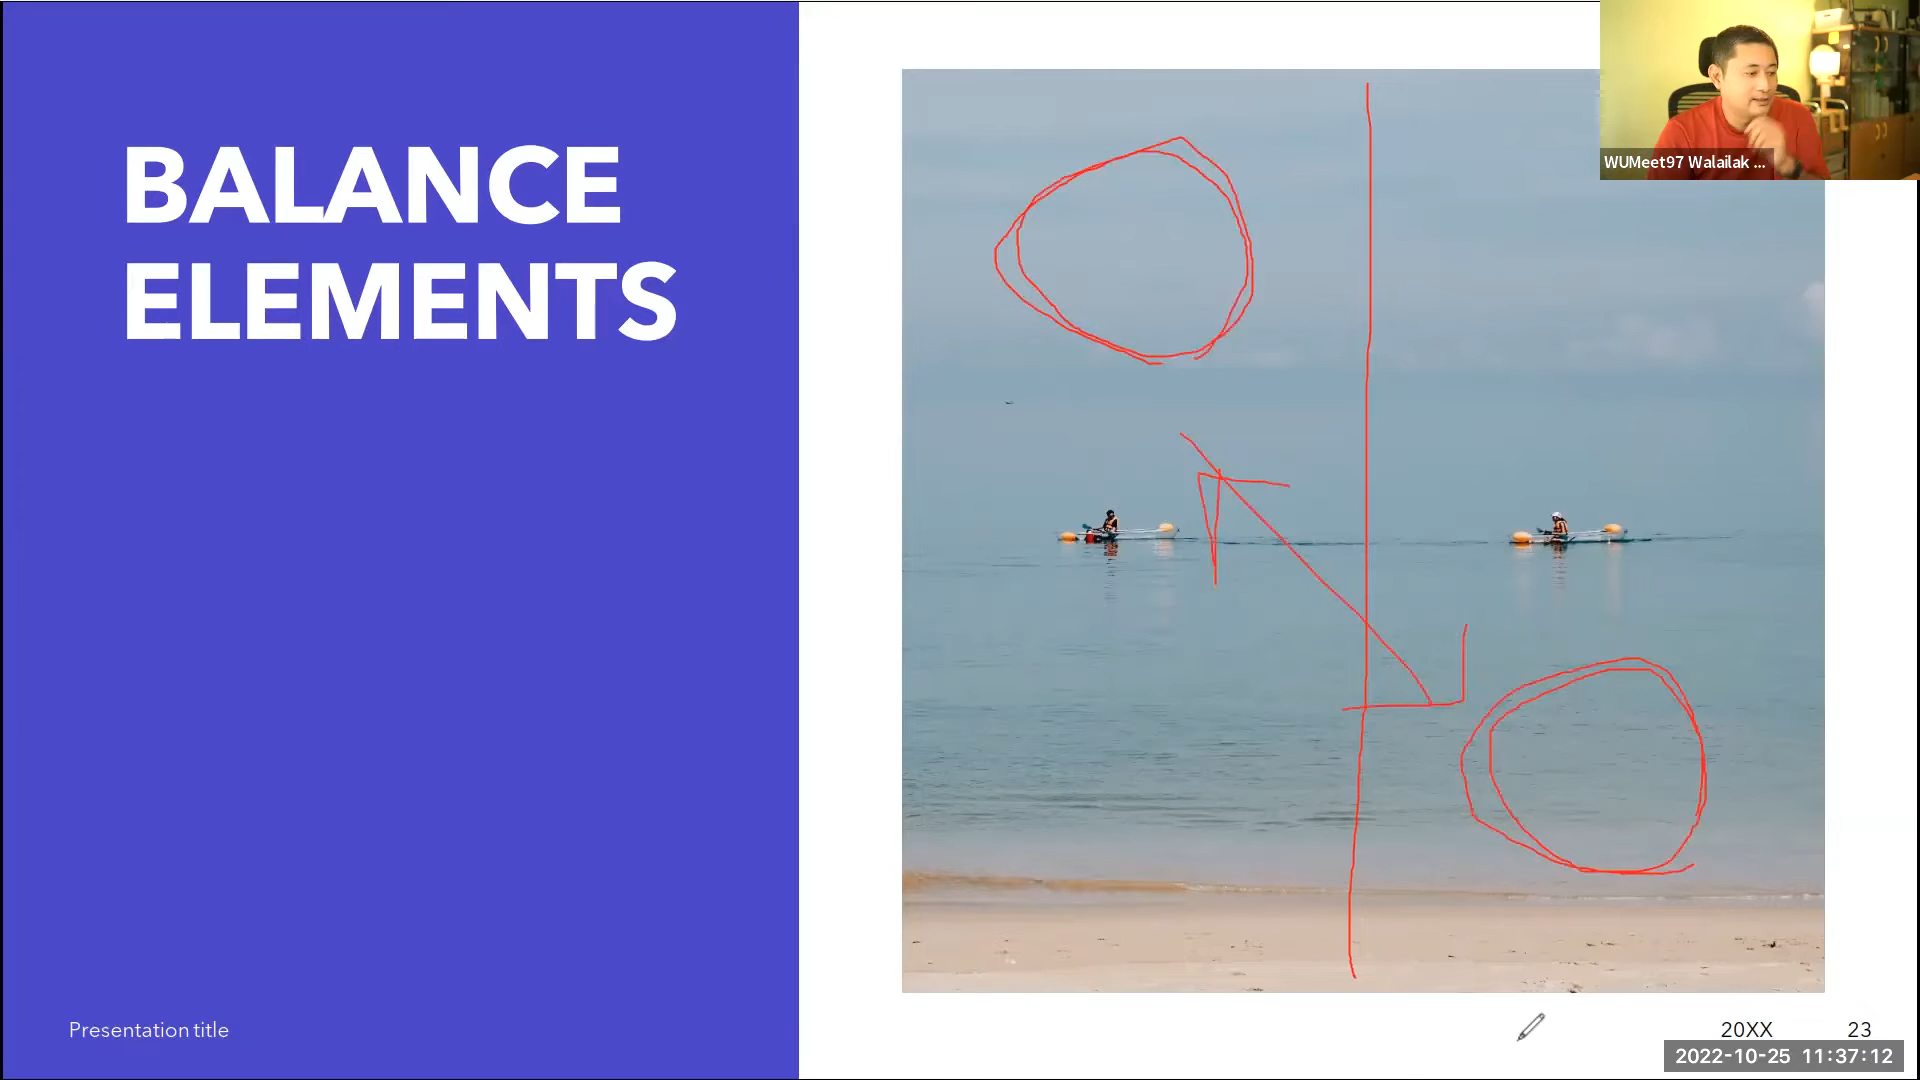 BALANCE
ELEMENTS
WUMeet97 Walailak ...
Presentation title
20XX
23
2022-10-25 11:37:12